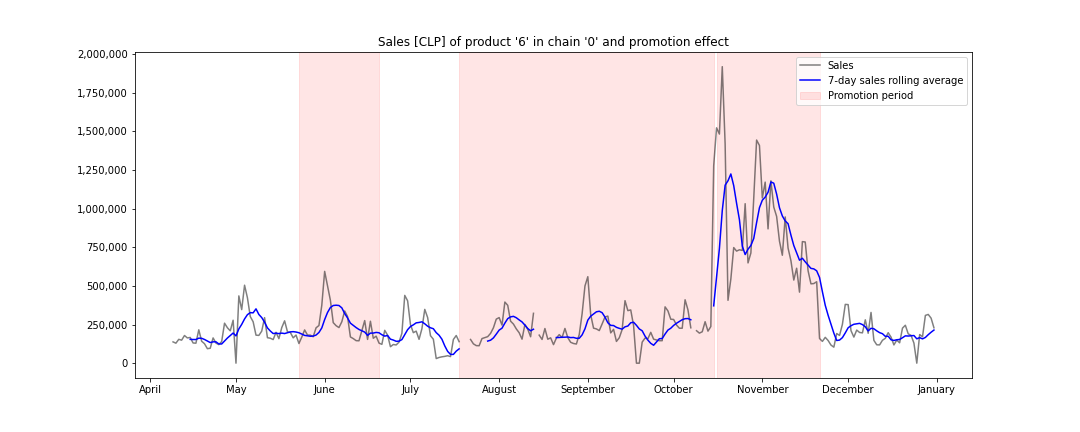 Sales [CLP] of product '6' in chain '0' and promotion effect
2,000,000
1,750,000
1,500,000
1,250,000
1,000,000
750,000
500,000
250,000
0
Sales
7-day sales rolling average
Promotion period
April May June July August September October November December January